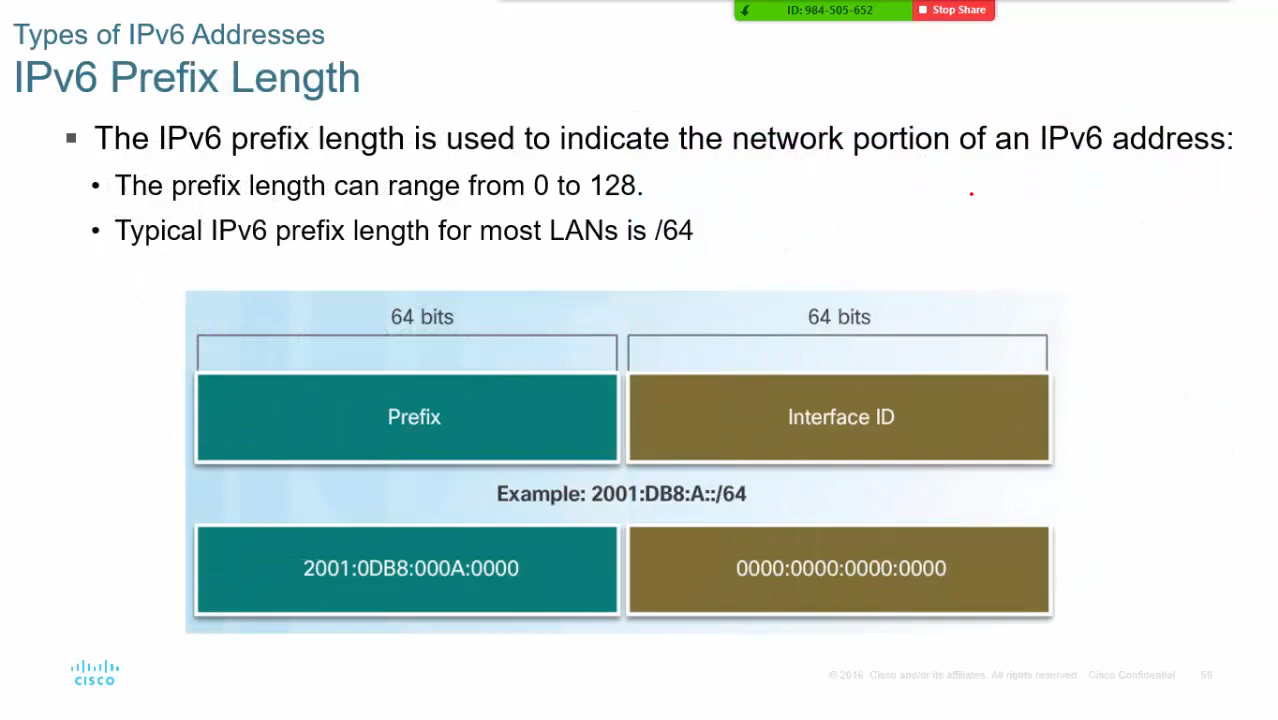 ID: 984-505-652
Stop Share
Types of IPv6 Addresses
IPv6 Prefix Length
▪ The IPv6 prefix length is used to indicate the network portion of an IPv6 address:
• The prefix length can range from 0 to 128.
• Typical IPv6 prefix length for most LANs is /64
64 bits 64 bits
Prefix Interface ID
Example: 2001:DB8:A::/64
2001:0DB8:000A:0000 0000:0000:0000:0000
CISCO
© 2016 Cisco and/or its affiliates. All rights reserved. Cisco Confidential 59